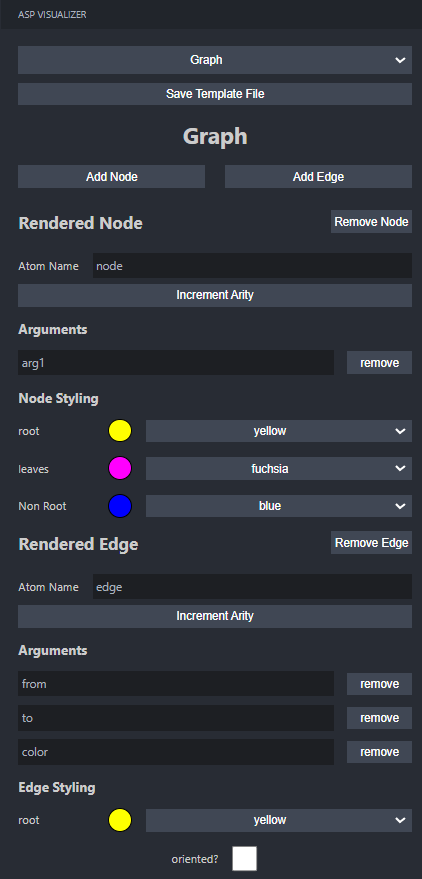 ASP VISUALIZER
Graph
Save Template File
Graph
Add Node Add Edge
Rendered Node Remove Node
Atom Name node
Increment Arity
Arguments
arg1 remove
Node Styling
root yellow
leaves fuchsia
Non Root blue
Rendered Edge Remove Edge
Atom Name edge
Increment Arity
Arguments
from remove
to remove
color remove
Edge Styling
root yellow
oriented?